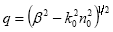 q = (β² − k₀²n₀²)^{1/2}